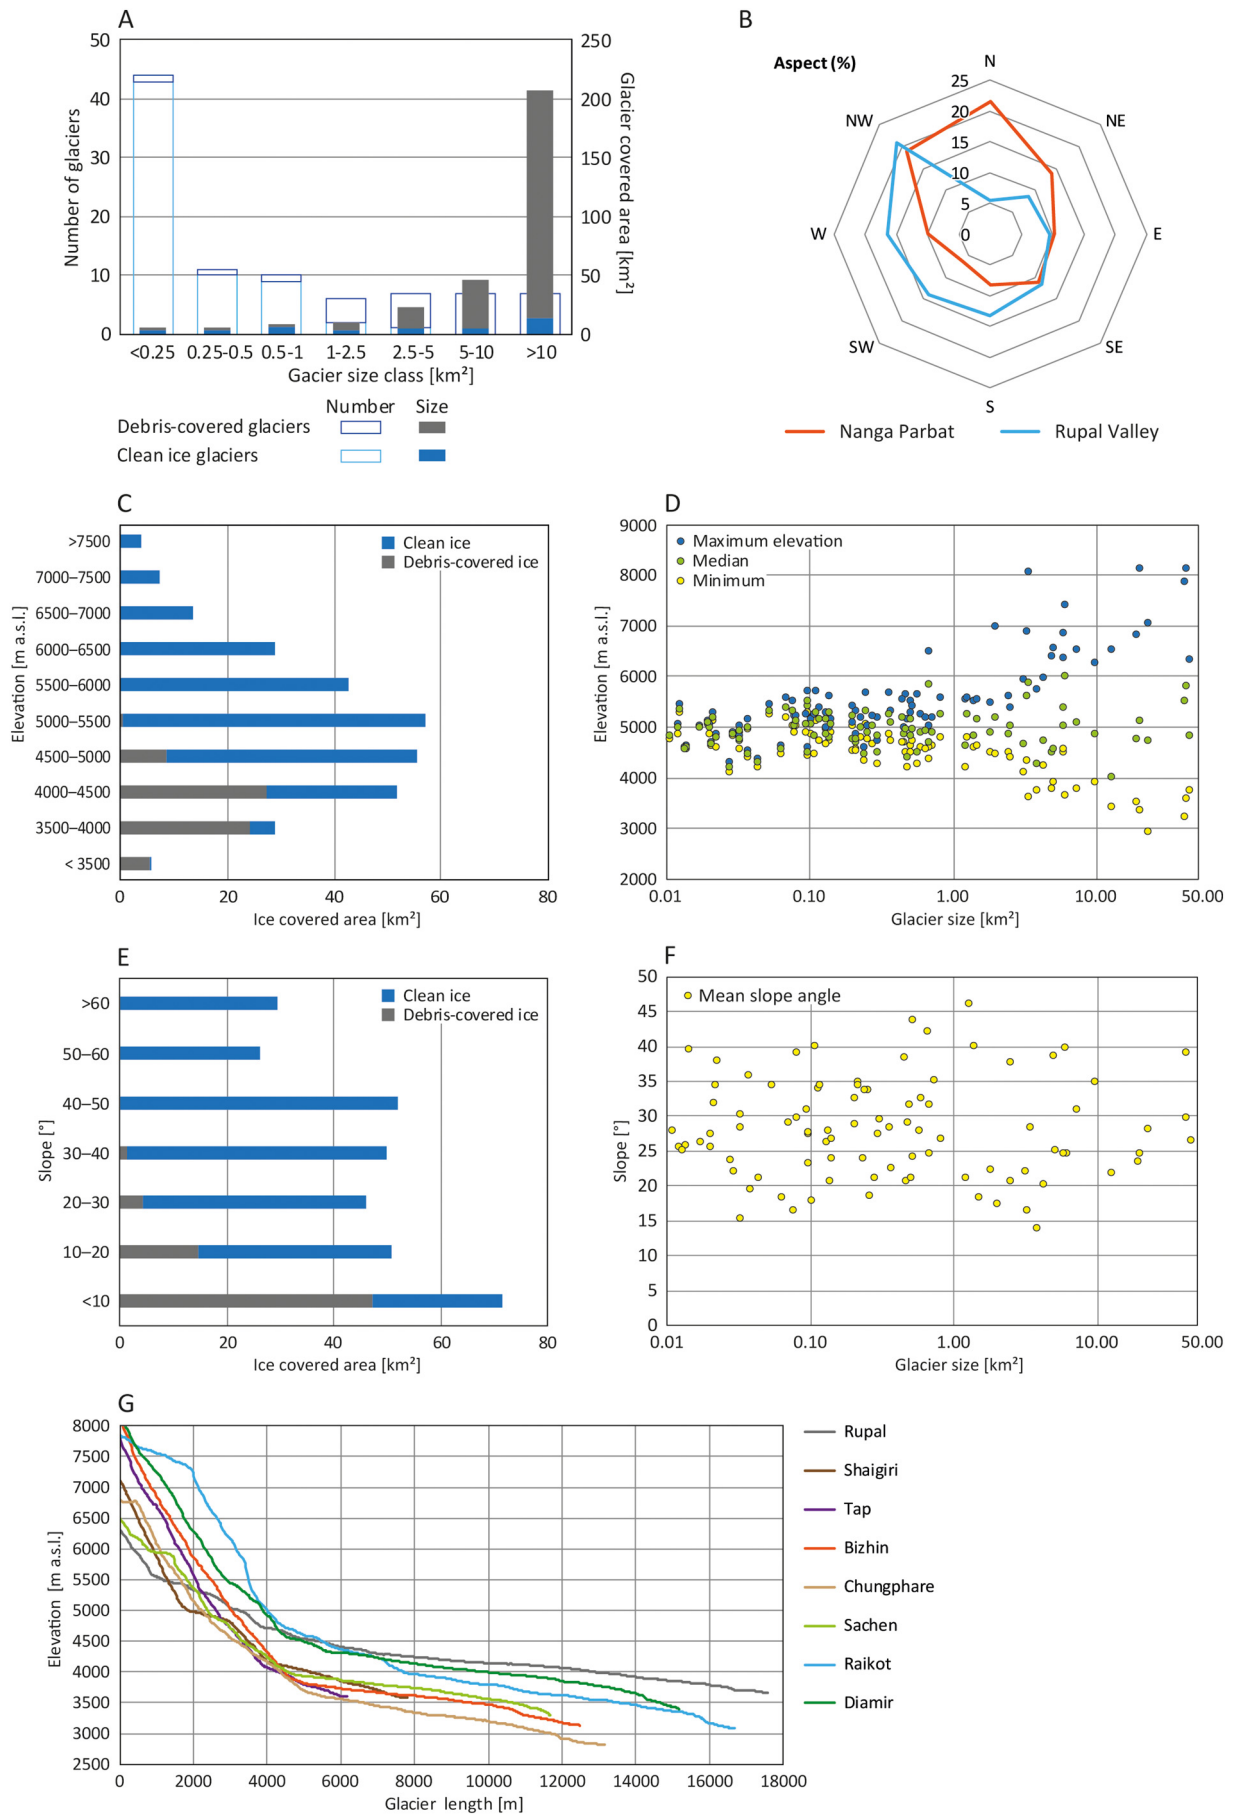 A
50
40
30
20
10
0
Number of glaciers
250
200
150
100
50
0
Glacier covered area [km²]
<0.25 0.25-0.5 0.5-1 1-2.5 2.5-5 5-10 >10
Gacier size class [km²]
Number Size
Debris-covered glaciers
Clean ice glaciers
B
Aspect (%)
N
NE
E
SE
S
SW
W
NW
25
20
15
10
5
0
Nanga Parbat Rupal Valley
C
Elevation [m a.s.l.]
>7500
7000–7500
6500–7000
6000–6500
5500–6000
5000–5500
4500–5000
4000–4500
3500–4000
< 3500
Clean ice
Debris-covered ice
0 20 40 60 80
Ice covered area [km²]
D
Elevation [m a.s.l.]
9000
8000
7000
6000
5000
4000
3000
2000
Maximum elevation
Median
Minimum
0.01 0.10 1.00 10.00 50.00
Glacier size [km²]
E
Slope [°]
>60
50–60
40–50
30–40
20–30
10–20
<10
Clean ice
Debris-covered ice
0 20 40 60 80
Ice covered area [km²]
F
Slope [°]
50
45
40
35
30
25
20
15
10
5
0
Mean slope angle
0.01 0.10 1.00 10.00 50.00
Glacier size [km²]
G
Elevation [m a.s.l.]
8000
7500
7000
6500
6000
5500
5000
4500
4000
3500
3000
2500
0 2000 4000 6000 8000 10000 12000 14000 16000 18000
Glacier length [m]
Rupal
Shaigiri
Tap
Bizhin
Chungphare
Sachen
Raikot
Diamir